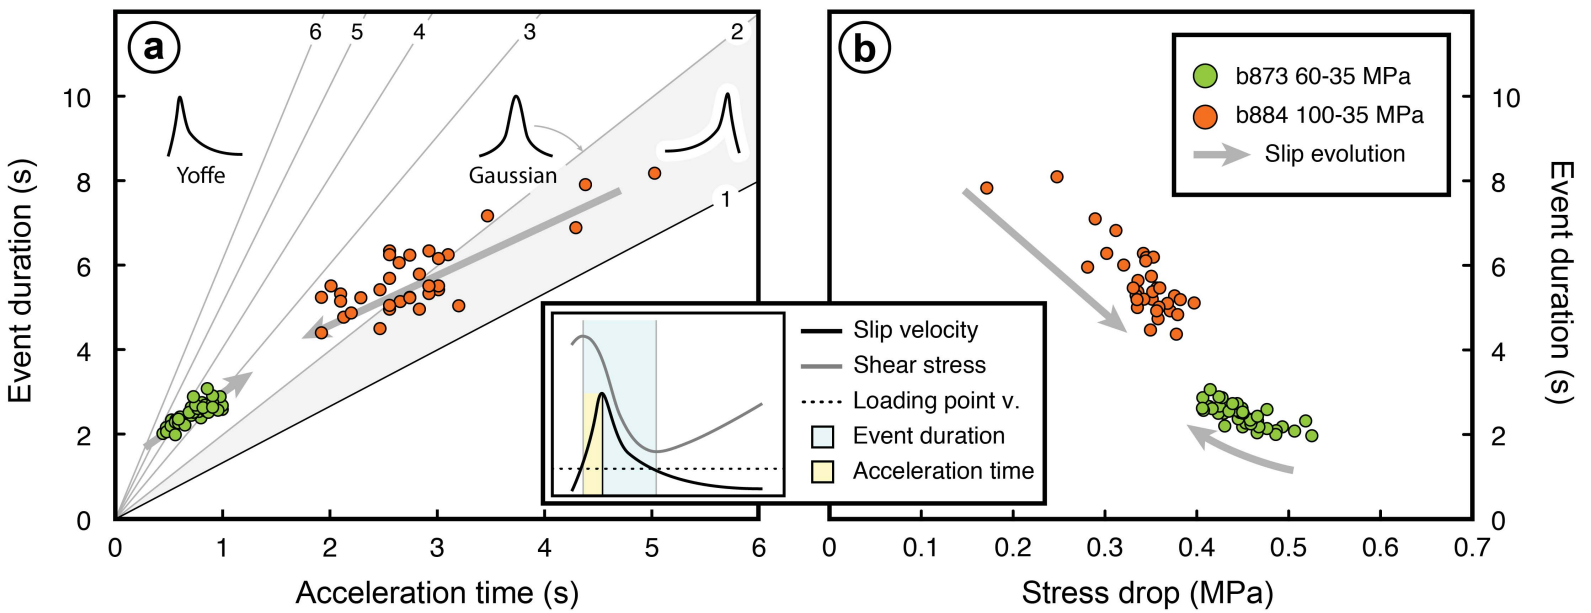 a
6
5
4
3
2
1
Yoffe
Gaussian
10
8
6
4
2
0
0
1
2
3
4
5
6
Event duration (s)
Acceleration time (s)
Slip velocity
Shear stress
Loading point v.
Event duration
Acceleration time
b
b873 60-35 MPa
b884 100-35 MPa
Slip evolution
10
8
6
4
2
0
0
0.1
0.2
0.3
0.4
0.5
0.6
0.7
Event duration (s)
Stress drop (MPa)